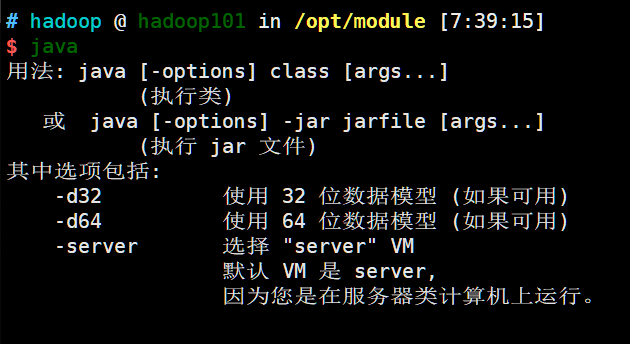 # hadoop @ hadoop101 in /opt/module [7:39:15]
$ java
用法: java [-options] class [args...]
(执行类)
或  java [-options] -jar jarfile [args...]
(执行 jar 文件)
其中选项包括:
-d32          使用 32 位数据模型 (如果可用)
-d64          使用 64 位数据模型 (如果可用)
-server       选择 "server" VM
默认 VM 是 server,
因为您是在服务器类计算机上运行。